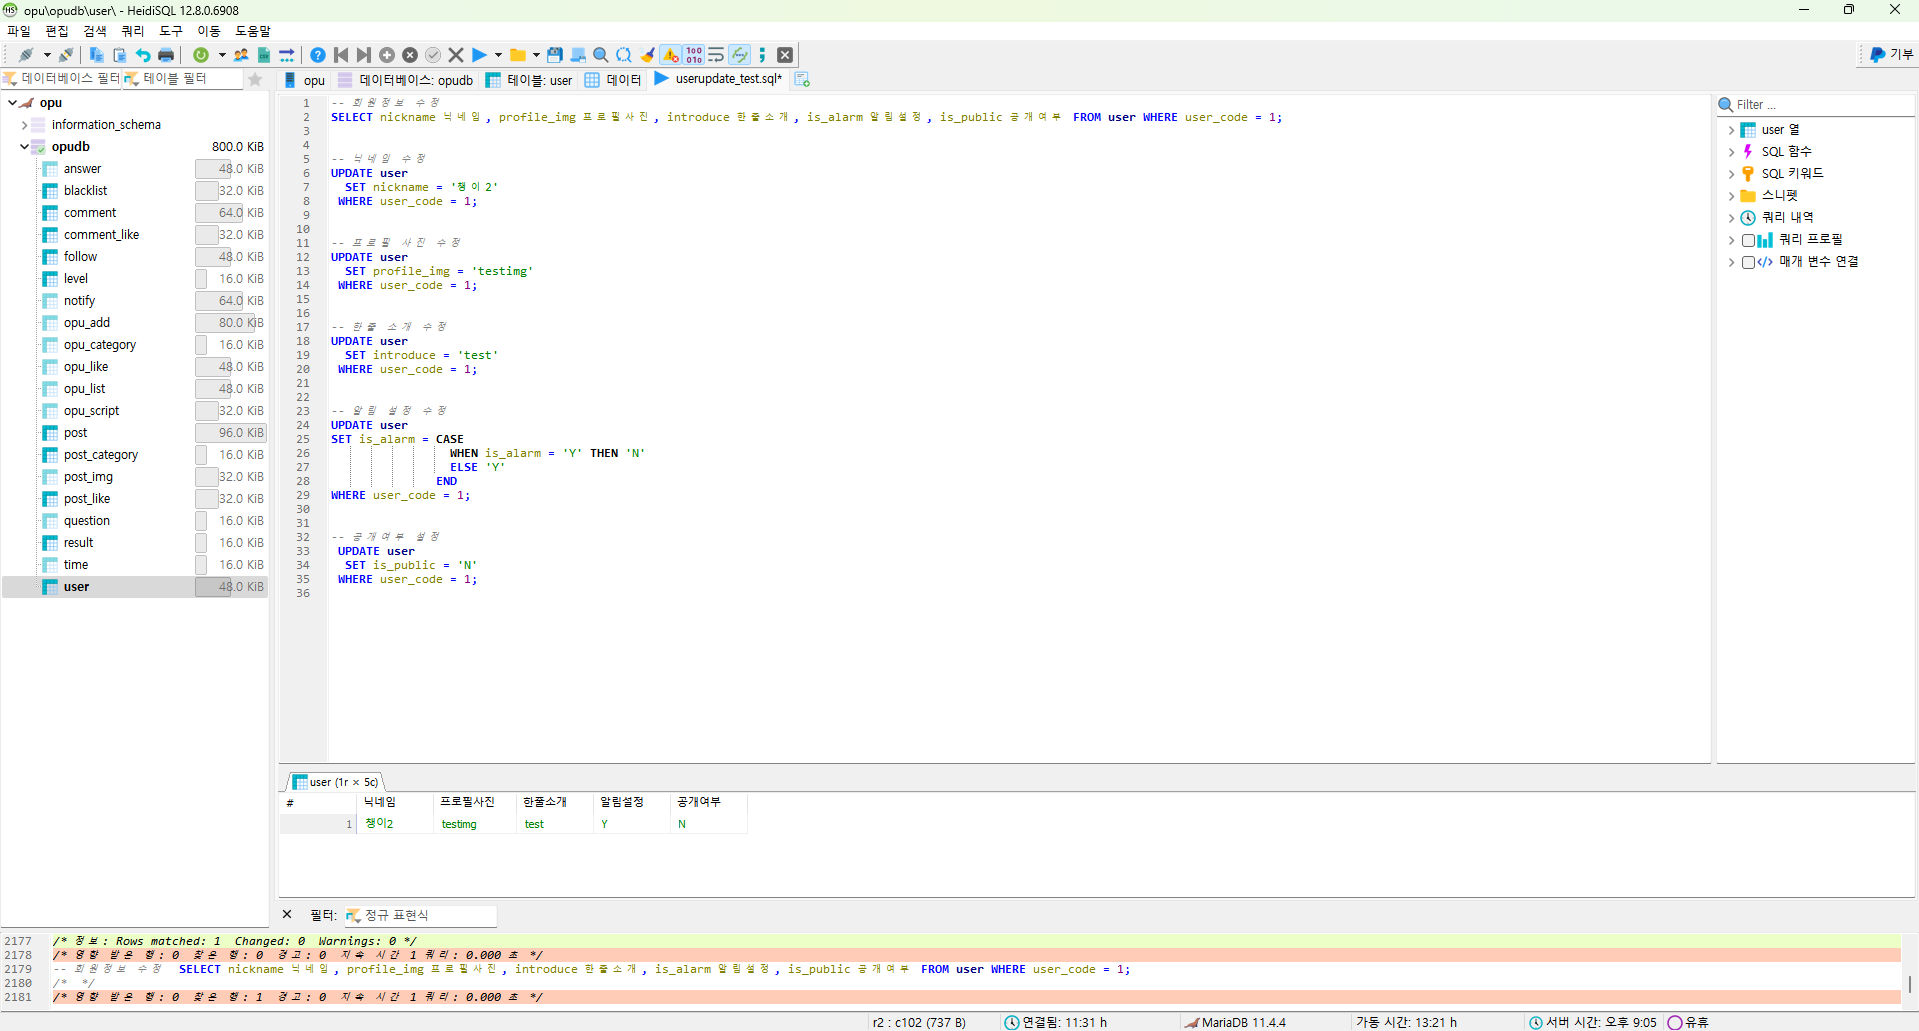 opu\opudb\user\ - HeidiSQL 12.8.0.6908
파일 편집 검색 쿼리 도구 이동 도움말
기부
데이터베이스 필터 테이블 필터
opu 데이터베이스: opudb 테이블: user 데이터 userupdate_test.sql*
opu
information_schema
opudb 800.0 KiB
answer 48.0 KiB
blacklist 32.0 KiB
comment 64.0 KiB
comment_like 32.0 KiB
follow 48.0 KiB
level 16.0 KiB
notify 64.0 KiB
opu_add 80.0 KiB
opu_category 16.0 KiB
opu_like 48.0 KiB
opu_list 48.0 KiB
opu_script 32.0 KiB
post 96.0 KiB
post_category 16.0 KiB
post_img 32.0 KiB
post_like 32.0 KiB
question 16.0 KiB
result 16.0 KiB
time 16.0 KiB
user 48.0 KiB
1 -- 회원정보 수정
2 SELECT nickname 닉네임, profile_img 프로필사진, introduce 한줄소개, is_alarm 알림설정, is_public 공개여부 FROM user WHERE user_code = 1;
3
4
5 -- 닉네임 수정
6 UPDATE user
7 SET nickname = '챙이2'
8 WHERE user_code = 1;
9
10
11 -- 프로필 사진 수정
12 UPDATE user
13 SET profile_img = 'testimg'
14 WHERE user_code = 1;
15
16
17 -- 한줄 소개 수정
18 UPDATE user
19 SET introduce = 'test'
20 WHERE user_code = 1;
21
22
23 -- 알림 설정 수정
24 UPDATE user
25 SET is_alarm = CASE
26 WHEN is_alarm = 'Y' THEN 'N'
27 ELSE 'Y'
28 END
29 WHERE user_code = 1;
30
31
32 -- 공개여부 설정
33 UPDATE user
34 SET is_public = 'N'
35 WHERE user_code = 1;
36
Filter ...
user 열
SQL 함수
SQL 키워드
스니펫
쿼리 내역
쿼리 프로필
매개 변수 연결
user (1r × 5c)
# 닉네임 프로필사진 한줄소개 알림설정 공개여부
1 챙이2 testimg test Y N
필터: 정규 표현식
2177 /* 정보: Rows matched: 1 Changed: 0 Warnings: 0 */
2178 /* 영향 받은 행: 0 찾은 행: 0 경고: 0 지속 시간 1 쿼리: 0.000 초 */
2179 -- 회원정보 수정 SELECT nickname 닉네임, profile_img 프로필사진, introduce 한줄소개, is_alarm 알림설정, is_public 공개여부 FROM user WHERE user_code = 1;
2180 /* */
2181 /* 영향 받은 행: 0 찾은 행: 1 경고: 0 지속 시간 1 쿼리: 0.000 초 */
r2 : c102 (737 B) 연결됨: 11:31 h MariaDB 11.4.4 가동 시간: 13:21 h 서버 시간: 오후 9:05 유휴